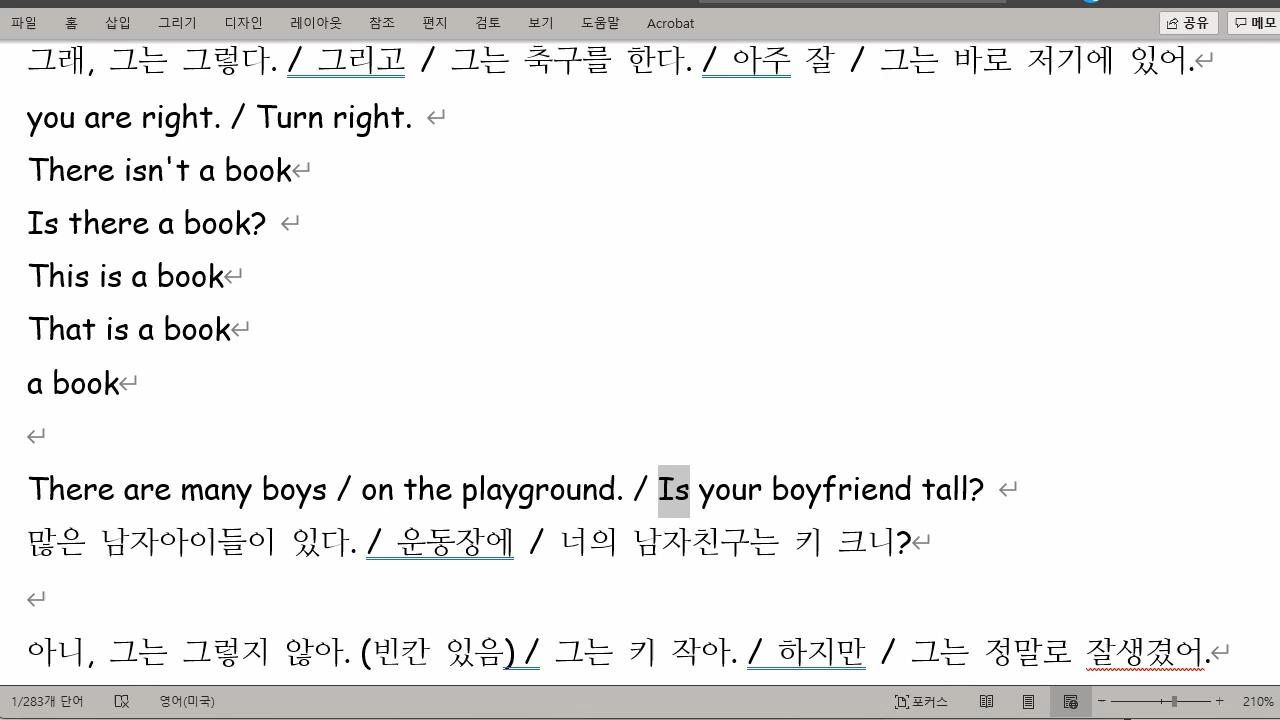 파일 홈 삽입 그리기 디자인 레이아웃 참조 편지 검토 보기 도움말 Acrobat 공유 메모
그래, 그는 그렇다. / 그리고 / 그는 축구를 한다. / 아주 잘 / 그는 바로 저기에 있어.↵
you are right. / Turn right. ↵
There isn't a book↵
Is there a book? ↵
This is a book↵
That is a book↵
a book↵
↵
There are many boys / on the playground. / Is your boyfriend tall? ↵
많은 남자아이들이 있다. / 운동장에 / 너의 남자친구는 키 크니?↵
↵
아니, 그는 그렇지 않아. (빈칸 있음) / 그는 키 작아. / 하지만 / 그는 정말로 잘생겼어.↵
1/283개 단어 영어(미국) 포커스 210%